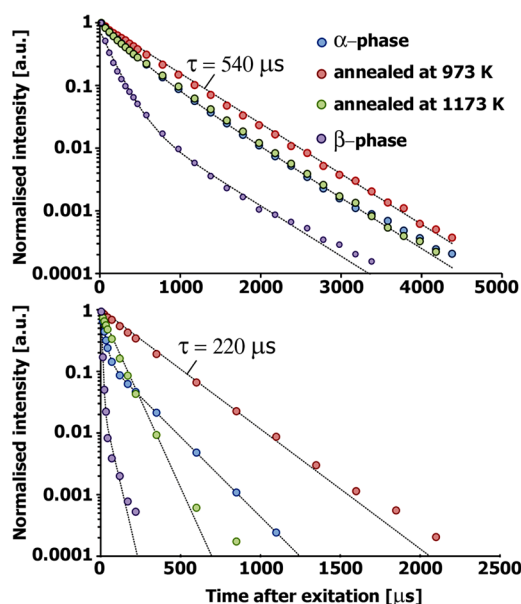 Normalised intensity [a.u.]
1
0.1
0.01
0.001
0.0001
τ = 540 μs
α–phase
annealed at 973 K
annealed at 1173 K
β–phase
0
1000
2000
3000
4000
5000
Normalised intensity [a.u.]
1
0.1
0.01
0.001
0.0001
τ = 220 μs
0
500
1000
1500
2000
2500
Time after exitation [μs]